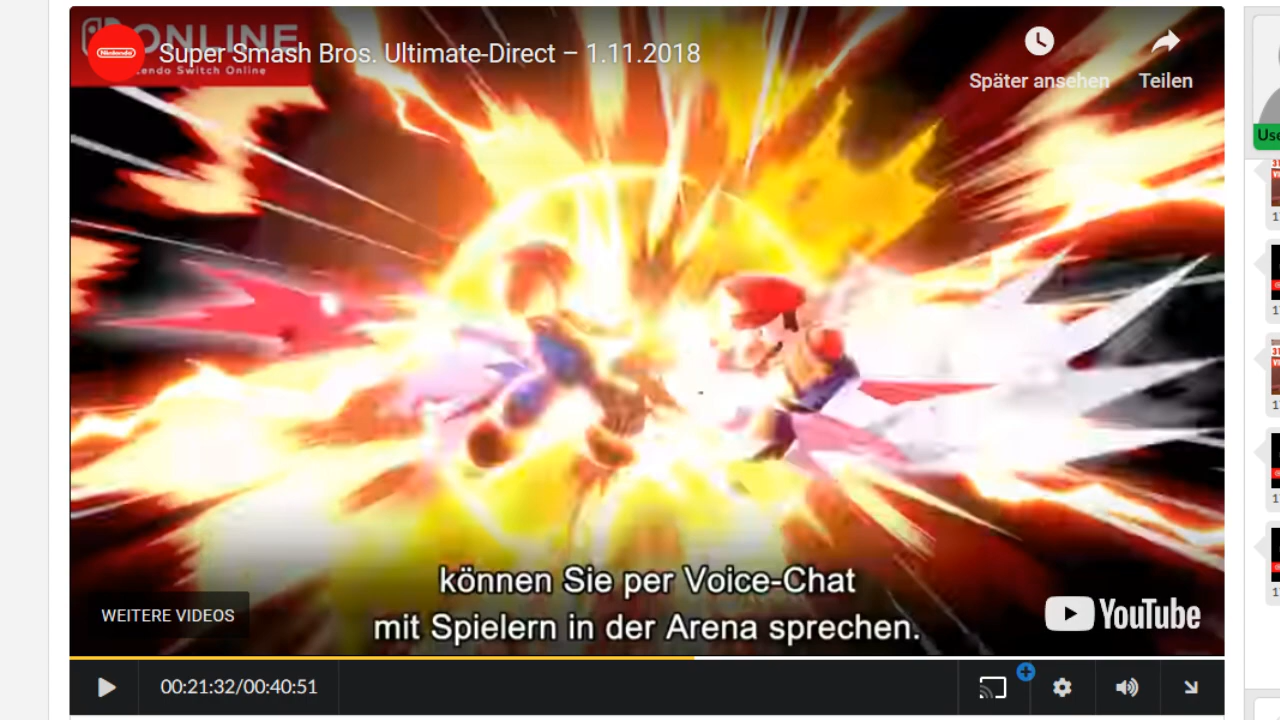 ONLINE
Nintendo
Super Smash Bros. Ultimate-Direct – 1.11.2018
Nintendo Switch Online
Später ansehen
Teilen
können Sie per Voice-Chat
mit Spielern in der Arena sprechen.
WEITERE VIDEOS
YouTube
00:21:32/00:40:51